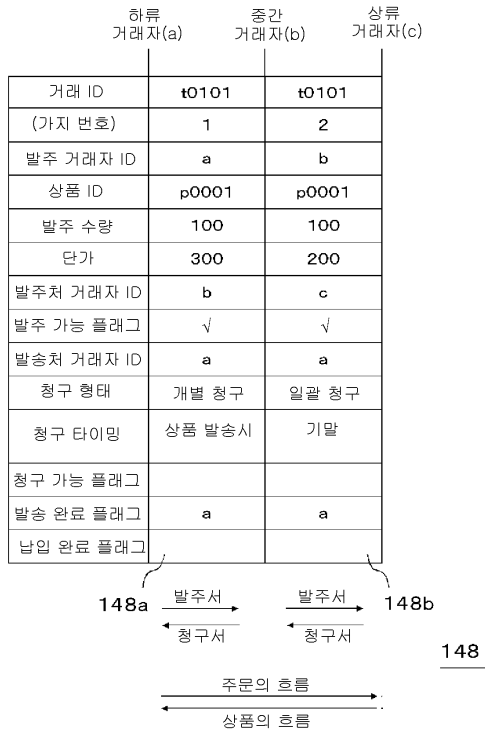 하류 중간 상류
거래자(a) 거래자(b) 거래자(c)
거래 ID t0101 t0101
(가지 번호) 1 2
발주 거래자 ID a b
상품 ID p0001 p0001
발주 수량 100 100
단가 300 200
발주처 거래자 ID b c
발주 가능 플래그 √ √
발송처 거래자 ID a a
청구 형태 개별 청구 일괄 청구
청구 타이밍 상품 발송시 기말
청구 가능 플래그
발송 완료 플래그 a a
납입 완료 플래그
148a 발주서 발주서 148b
청구서 청구서
148
주문의 흐름
상품의 흐름